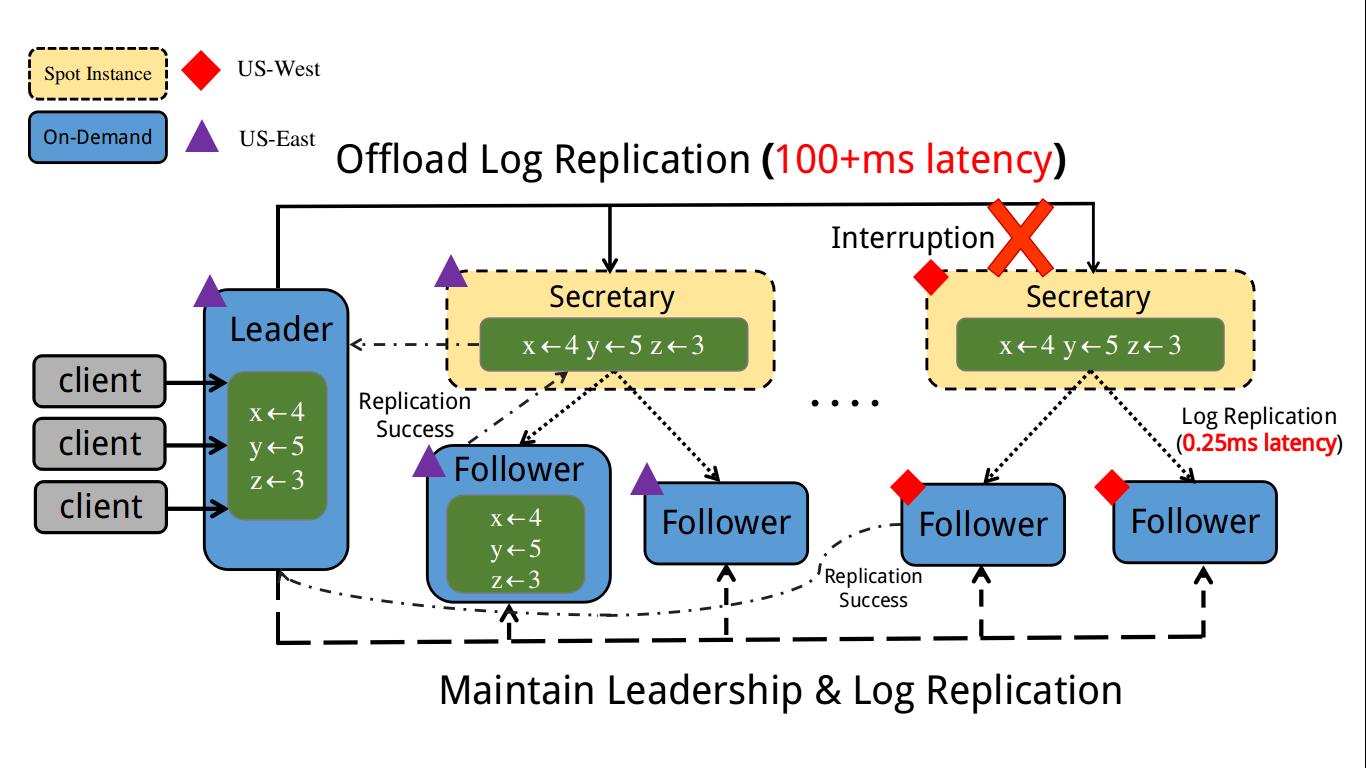 Spot Instance
US-West
On-Demand
US-East
Offload Log Replication (100+ms latency)
Interruption
Secretary
x←4 y←5 z←3
Secretary
x←4 y←5 z←3
Leader
x←4
y←5
z←3
client
client
client
Replication
Success
Log Replication
(0.25ms latency)
Follower
x←4
y←5
z←3
Follower
Follower
Follower
Replication
Success
Maintain Leadership & Log Replication